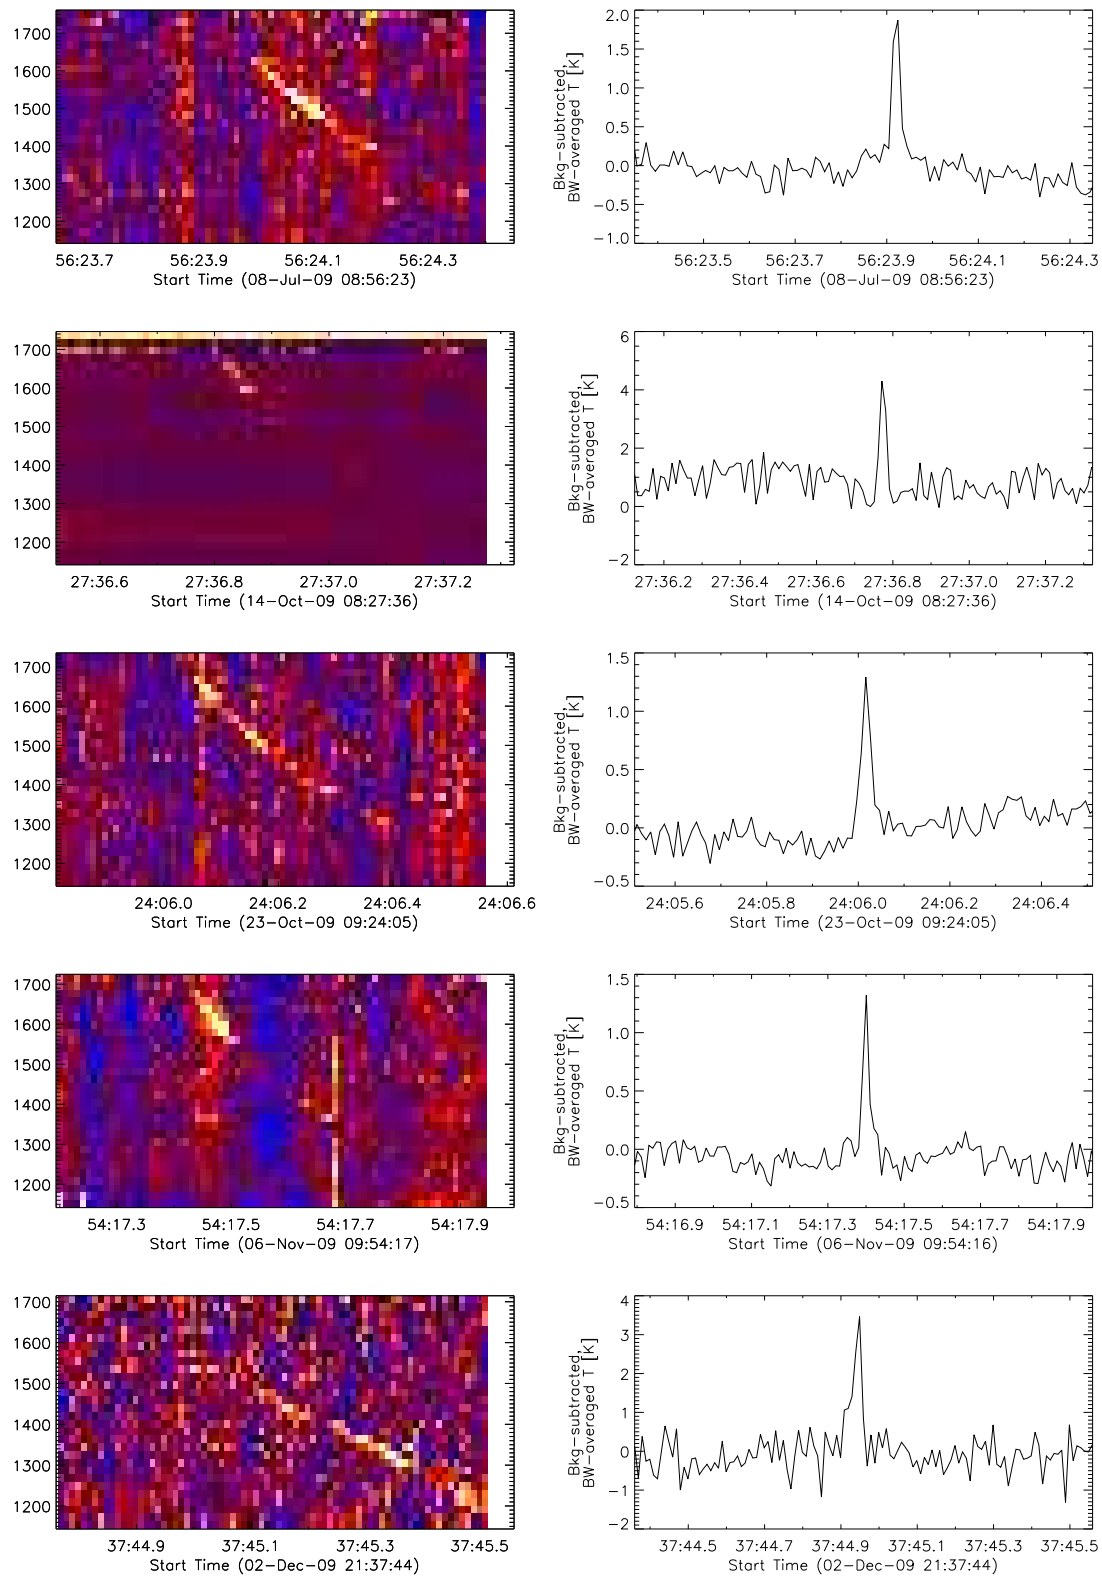 1700
1600
1500
1400
1300
1200
56:23.7 56:23.9 56:24.1 56:24.3
Start Time (08-Jul-09 08:56:23)
Bkg-subtracted,
BW-averaged T [K]
2.0
1.5
1.0
0.5
0.0
-0.5
-1.0
56:23.5 56:23.7 56:23.9 56:24.1 56:24.3
Start Time (08-Jul-09 08:56:23)
1700
1600
1500
1400
1300
1200
27:36.6 27:36.8 27:37.0 27:37.2
Start Time (14-Oct-09 08:27:36)
Bkg-subtracted,
BW-averaged T [K]
6
4
2
0
-2
27:36.2 27:36.4 27:36.6 27:36.8 27:37.0 27:37.2
Start Time (14-Oct-09 08:27:36)
1700
1600
1500
1400
1300
1200
24:06.0 24:06.2 24:06.4 24:06.6
Start Time (23-Oct-09 09:24:05)
Bkg-subtracted,
BW-averaged T [K]
1.5
1.0
0.5
0.0
-0.5
24:05.6 24:05.8 24:06.0 24:06.2 24:06.4
Start Time (23-Oct-09 09:24:05)
1700
1600
1500
1400
1300
1200
54:17.3 54:17.5 54:17.7 54:17.9
Start Time (06-Nov-09 09:54:17)
Bkg-subtracted,
BW-averaged T [K]
1.5
1.0
0.5
0.0
-0.5
54:16.9 54:17.1 54:17.3 54:17.5 54:17.7 54:17.9
Start Time (06-Nov-09 09:54:16)
1700
1600
1500
1400
1300
1200
37:44.9 37:45.1 37:45.3 37:45.5
Start Time (02-Dec-09 21:37:44)
Bkg-subtracted,
BW-averaged T [K]
4
3
2
1
0
-1
-2
37:44.5 37:44.7 37:44.9 37:45.1 37:45.3 37:45.5
Start Time (02-Dec-09 21:37:44)